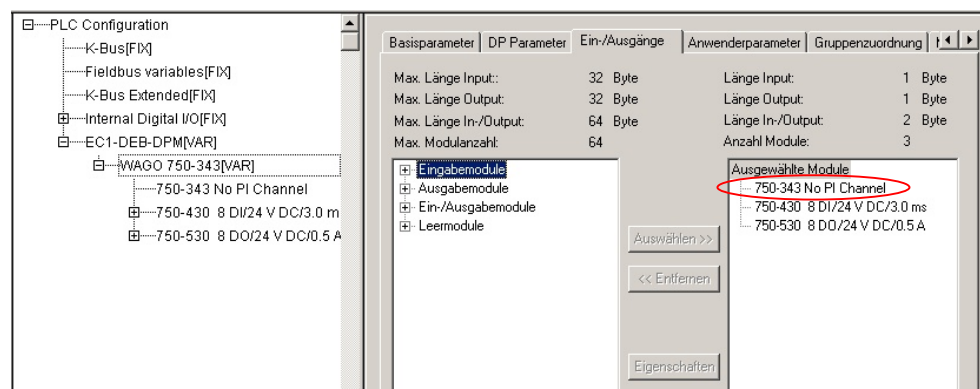 PLC Configuration
K-Bus[FIX]
Fieldbus variables[FIX]
K-Bus Extended[FIX]
Internal Digital I/O[FIX]
EC1-DEB-DPM[VAR]
WAGO 750-343[VAR]
750-343 No PI Channel
750-430 8 DI/24 V DC/3.0 m
750-530 8 DO/24 V DC/0.5 A
Basisparameter DP Parameter Ein-/Ausgänge Anwenderparameter Gruppenzuordnung
Max. Länge Input:: 32 Byte Länge Input: 1 Byte
Max. Länge Output: 32 Byte Länge Output: 1 Byte
Max. Länge In-/Output: 64 Byte Länge In-/Output: 2 Byte
Max. Modulanzahl: 64 Anzahl Module: 3
Eingabemodule
Ausgabemodule
Ein-/Ausgabemodule
Leermodule
Auswählen >>
<< Entfernen
Eigenschaften
Ausgewählte Module
750-343 No PI Channel
750-430 8 DI/24 V DC/3.0 ms
750-530 8 DO/24 V DC/0.5 A